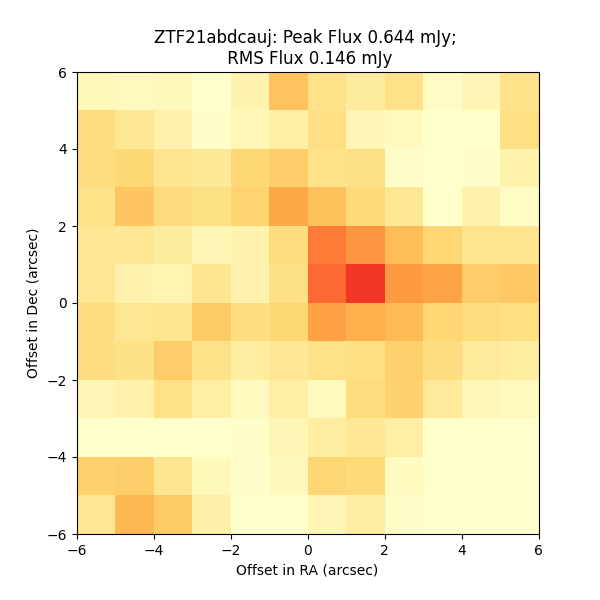 ZTF21abdcauj: Peak Flux 0.644 mJy;
RMS Flux 0.146 mJy
6
4
2
0
−2
−4
−6
Offset in Dec (arcsec)
−6 −4 −2 0 2 4 6
Offset in RA (arcsec)